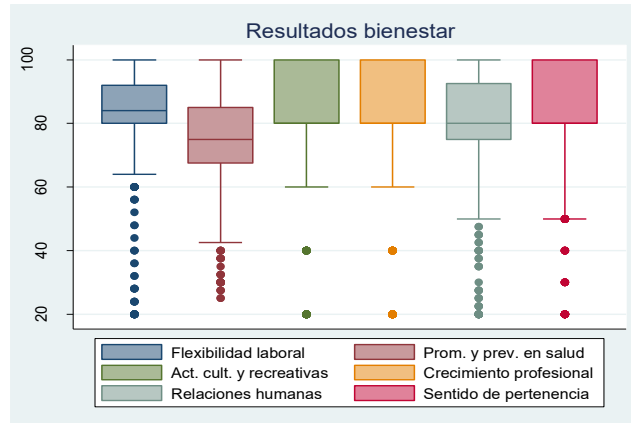 Resultados bienestar
100
80
60
40
20
Flexibilidad laboral
Prom. y prev. en salud
Act. cult. y recreativas
Crecimiento profesional
Relaciones humanas
Sentido de pertenencia